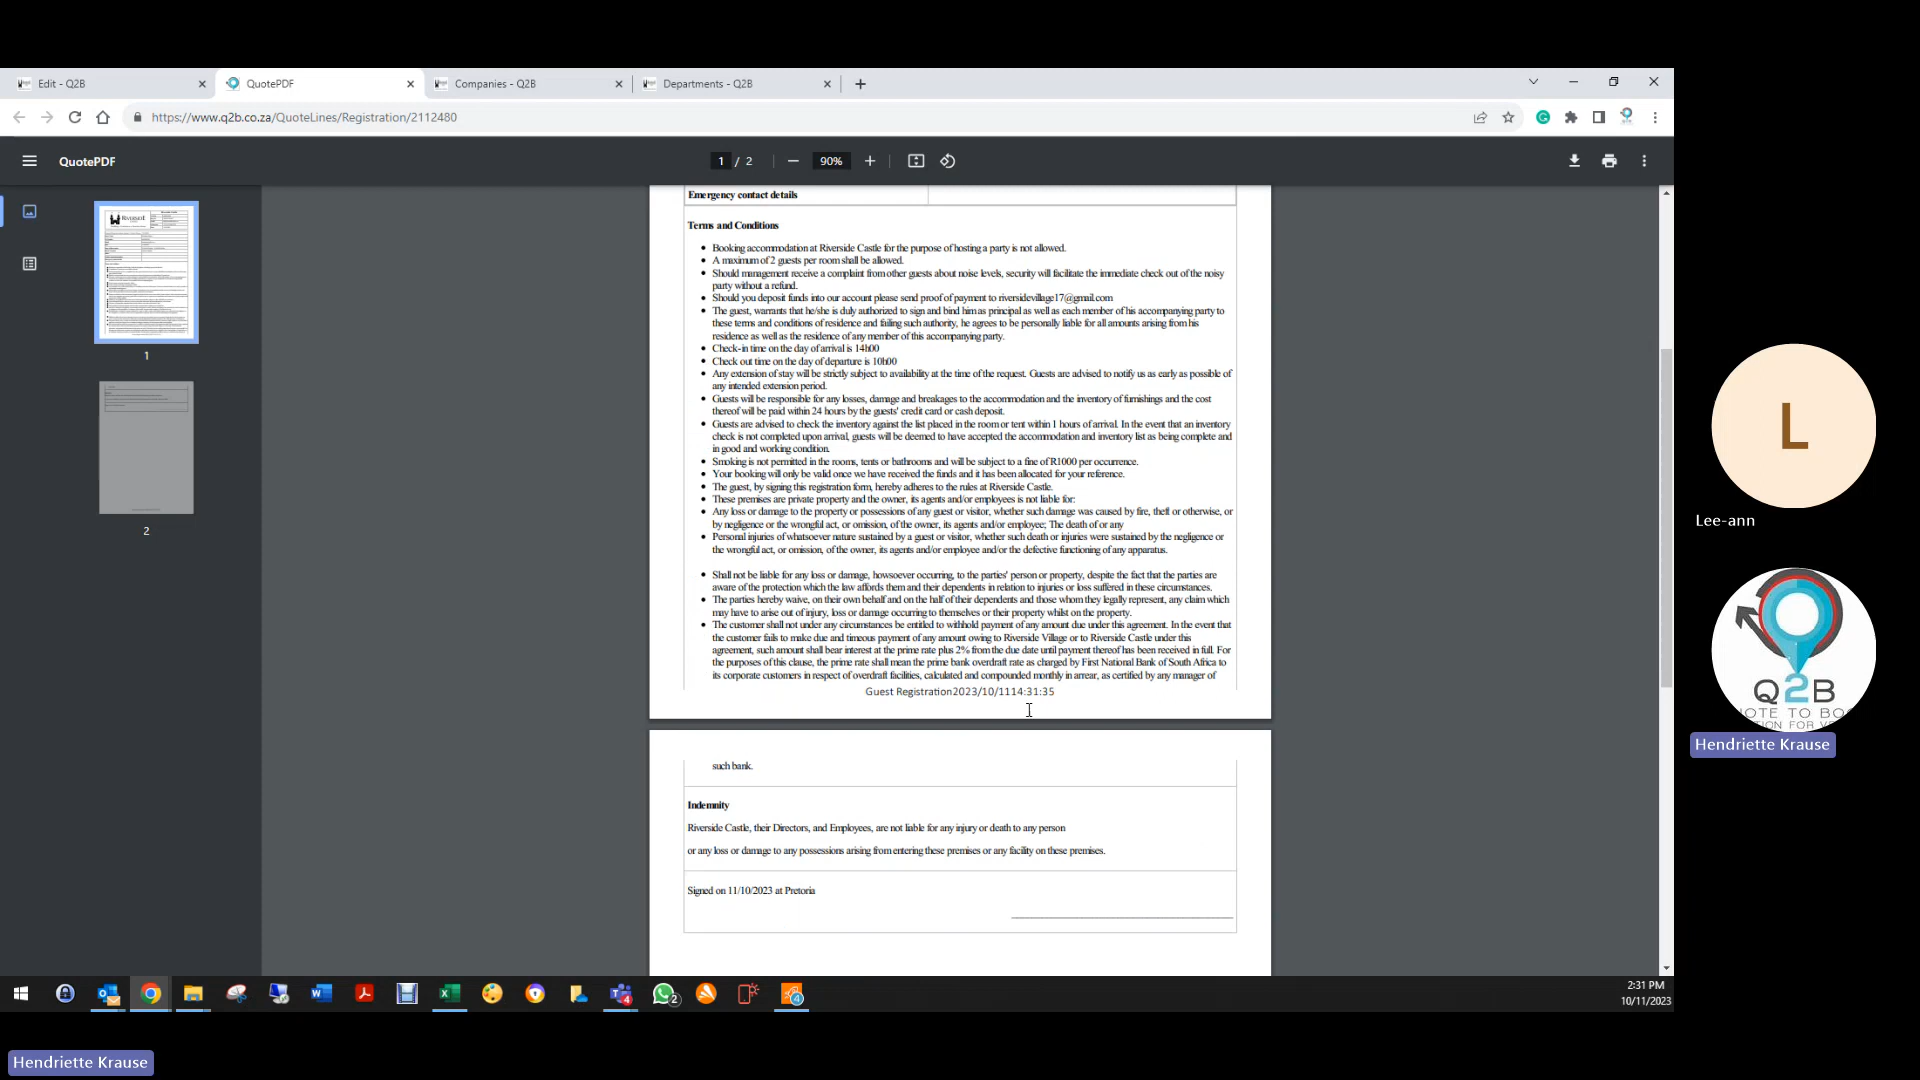 Edit - Q2B
QuotePDF
Companies - Q2B
Departments - Q2B
https://www.q2b.co.za/QuoteLines/Registration/2112480
QuotePDF
1 / 2
90%
Emergency contact details
Terms and Conditions
Booking accommodation at Riverside Castle for the purpose of hosting a party is not allowed.
A maximum of 2 guests per room shall be allowed.
Should management receive a complaint from other guests about noise levels, security will facilitate the immediate check out of the noisy
party without a refund.
Should you deposit funds into our account please send proof of payment to riversidevillage17@gmail.com
The guest, warrants that he/she is duly authorized to sign and bind him as principal as well as each member of his accompanying party to
these terms and conditions of residence and failing such authority, he agrees to be personally liable for all amounts arising from his
residence as well as the residence of any member of this accompanying party.
Check-in time on the day of arrival is 14h00
Check out time on the day of departure is 10h00
Any extension of stay will be strictly subject to availability at the time of the request. Guests are advised to notify us as early as possible of
any intended extension period.
Guests will be responsible for any losses, damage and breakages to the accommodation and the inventory of furnishings and the cost
thereof will be paid within 24 hours by the guests' credit card or cash deposit.
Guests are advised to check the inventory against the list placed in the room or tent within 1 hours of arrival. In the event that an inventory
check is not completed upon arrival, guests will be deemed to have accepted the accommodation and inventory list as being complete and
in good and working condition.
Smoking is not permitted in the rooms, tents or bathrooms and will be subject to a fine of R1000 per occurrence.
Your booking will only be valid once we have received the funds and it has been allocated for your reference.
The guest, by signing this registration form, hereby adheres to the rules at Riverside Castle.
These premises are private property and the owner, its agents and/or employees is not liable for:
Any loss or damage to the property or possessions of any guest or visitor, whether such damage was caused by fire, theft or otherwise, or
by negligence or the wrongful act, or omission, of the owner, its agents and/or employee; The death of or any
Personal injuries of whatsoever nature sustained by a guest or visitor, whether such death or injuries were sustained by the negligence or
the wrongful act, or omission, of the owner, its agents and/or employee and/or the defective functioning of any apparatus.
Shall not be liable for any loss or damage, howsoever occurring, to the parties' person or property, despite the fact that the parties are
aware of the protection which the law affords them and their dependents in relation to injuries or loss suffered in these circumstances.
The parties hereby waive, on their own behalf and on the half of their dependents and those whom they legally represent, any claim which
may have to arise out of injury, loss or damage occurring to themselves or their property whilst on the property.
The customer shall not under any circumstances be entitled to withhold payment of any amount due under this agreement. In the event that
the customer fails to make due and timeous payment of any amount owing to Riverside Village or to Riverside Castle under this
agreement, such amount shall bear interest at the prime rate plus 2% from the due date until payment thereof has been received in full. For
the purposes of this clause, the prime rate shall mean the prime bank overdraft rate as charged by First National Bank of South Africa to
its corporate customers in respect of overdraft facilities, calculated and compounded monthly in arrear, as certified by any manager of
Guest Registration2023/10/1114:31:35
such bank.
Indemnity
Riverside Castle, their Directors, and Employees, are not liable for any injury or death to any person
or any loss or damage to any possessions arising from entering these premises or any facility on these premises.
Signed on 11/10/2023 at Pretoria
1
2
L
Lee-ann
Q2B
OTE TO BO
TION FOR V
Hendriette Krause
2:31 PM
10/11/2023
Hendriette Krause